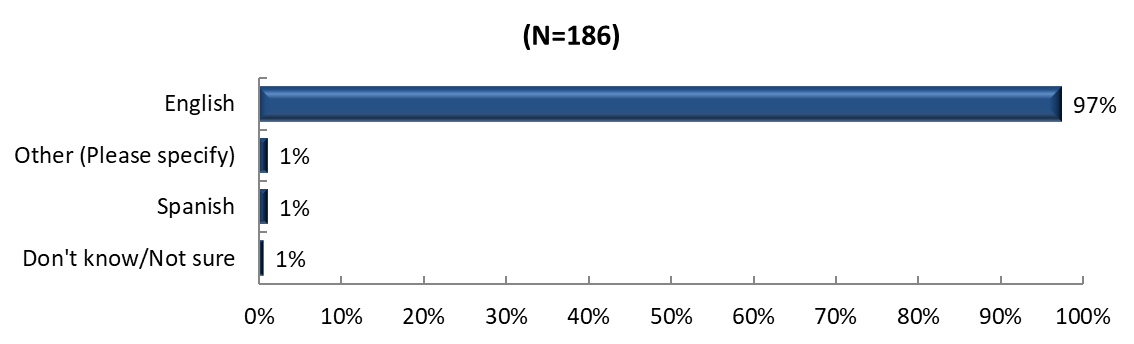 (N=186)
English 97%
Other (Please specify) 1%
Spanish 1%
Don't know/Not sure 1%
0% 10% 20% 30% 40% 50% 60% 70% 80% 90% 100%